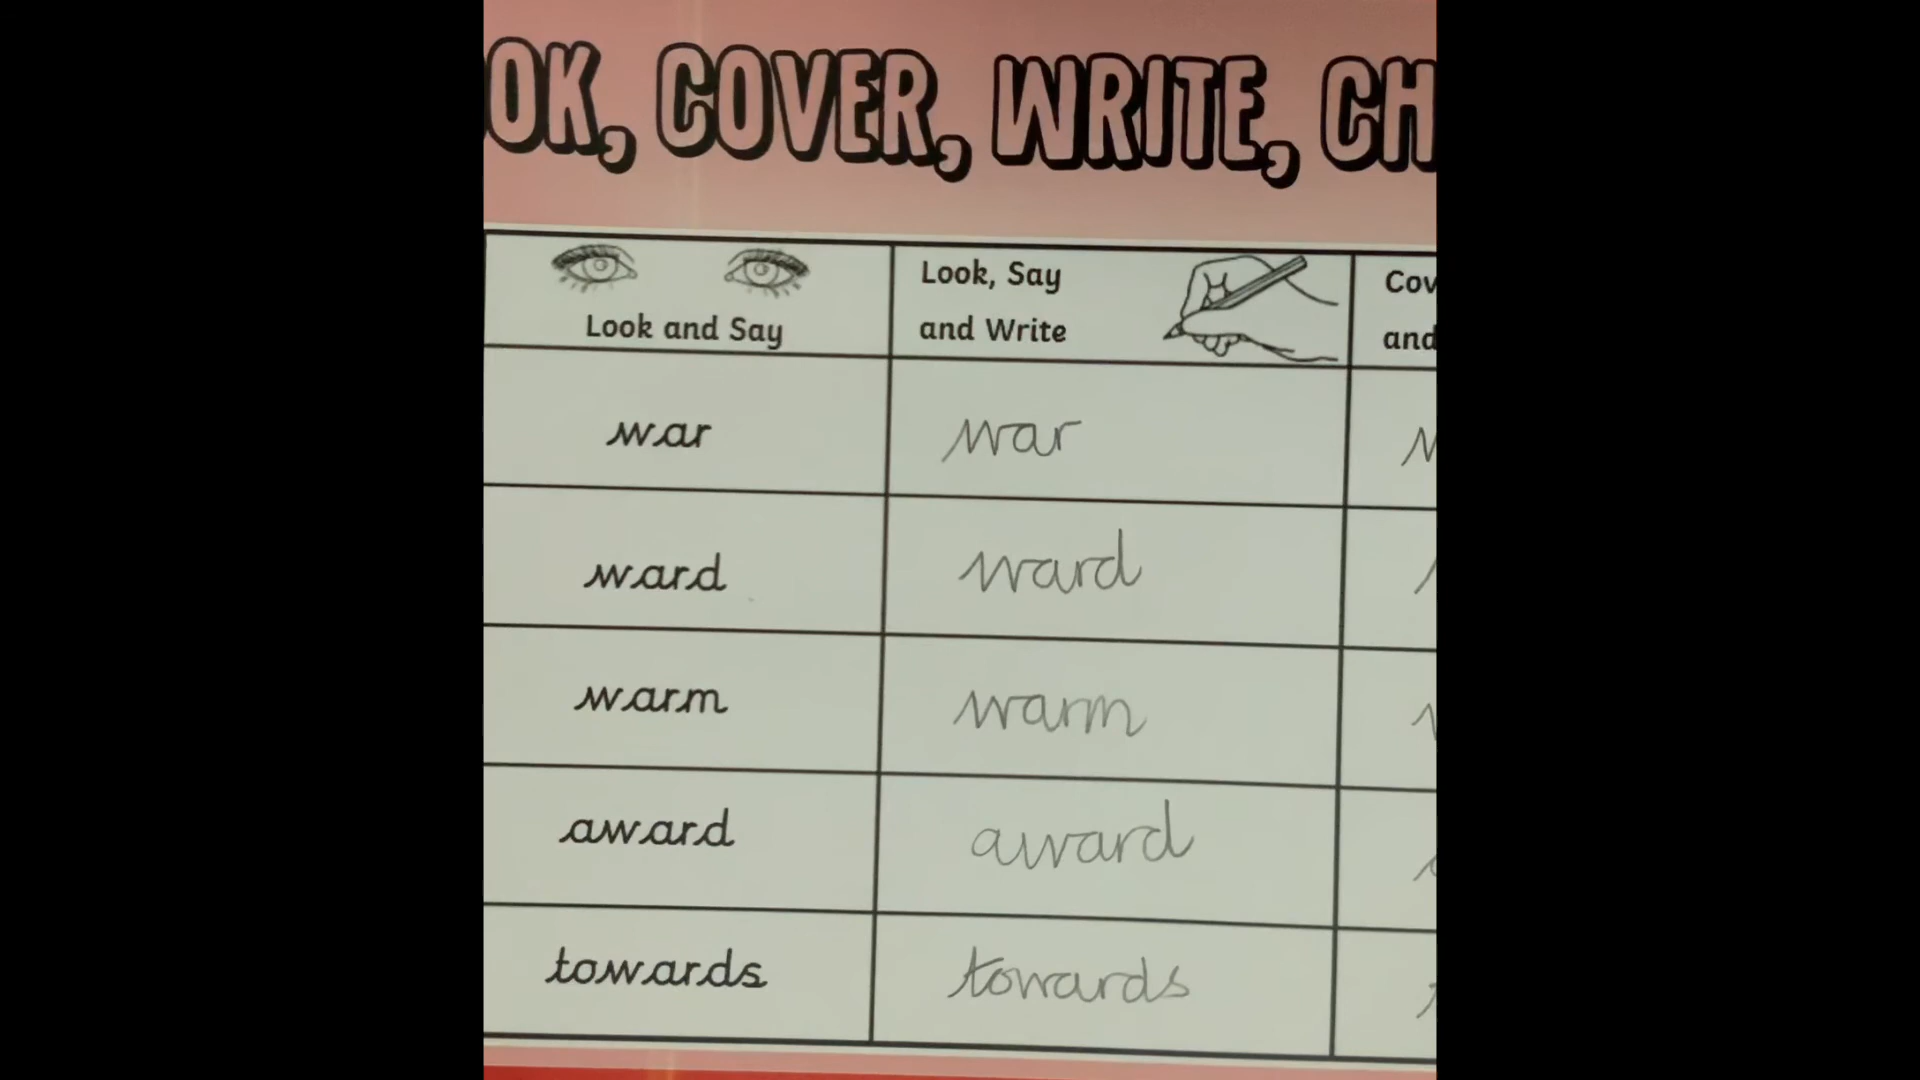 OK, COVER, WRITE, CH
Look and Say
Look, Say
and Write
Cov
and
war war
ward ward
warm warm
award award
towards towards